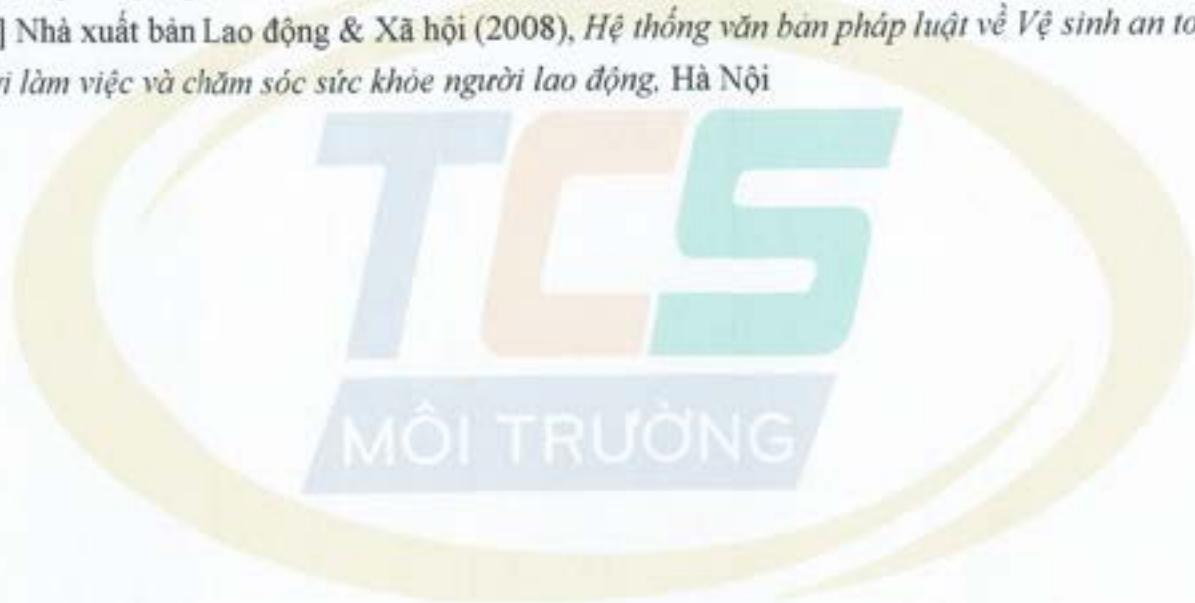 ] Nhà xuất bản Lao động & Xã hội (2008), Hệ thống văn bản pháp luật về Vệ sinh an to
i làm việc và chăm sóc sức khỏe người lao động, Hà Nội
TCS
MÔI TRƯỜNG